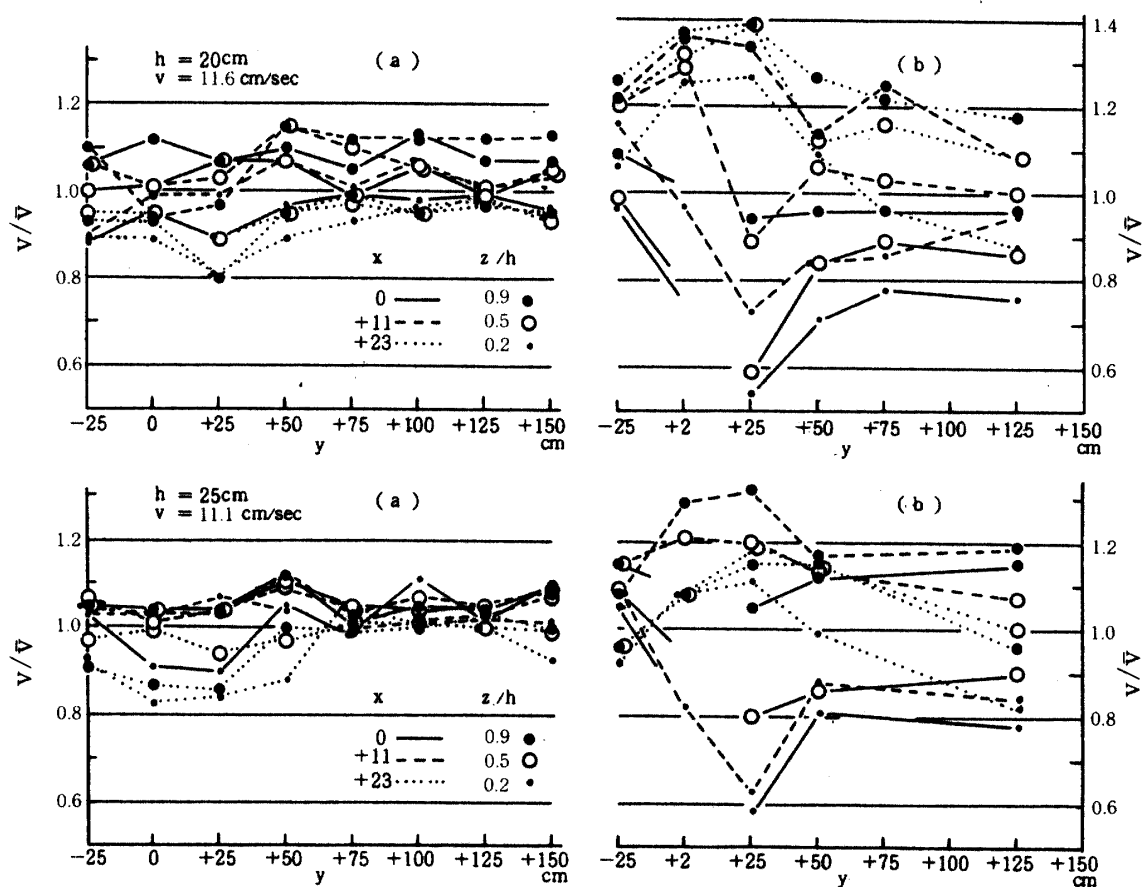 h = 20cm
v = 11.6 cm/sec
(a)
(b)
1.2
1.0
0.8
0.6
V/V̄
x z/h
0 0.9
+11 0.5
+23 0.2
−25 0 +25 +50 +75 +100 +125 +150
y cm
1.4
1.2
1.0
0.8
0.6
V/V̄
−25 +2 +25 +50 +75 +100 +125 +150
y cm
h = 25cm
v = 11.1 cm/sec
(a)
(b)
1.2
1.0
0.8
0.6
V/V̄
x z/h
0 0.9
+11 0.5
+23 0.2
−25 0 +25 +50 +75 +100 +125 +150
y cm
1.2
1.0
0.8
0.6
V/V̄
−25 +2 +25 +50 +75 +100 +125 +150
y cm